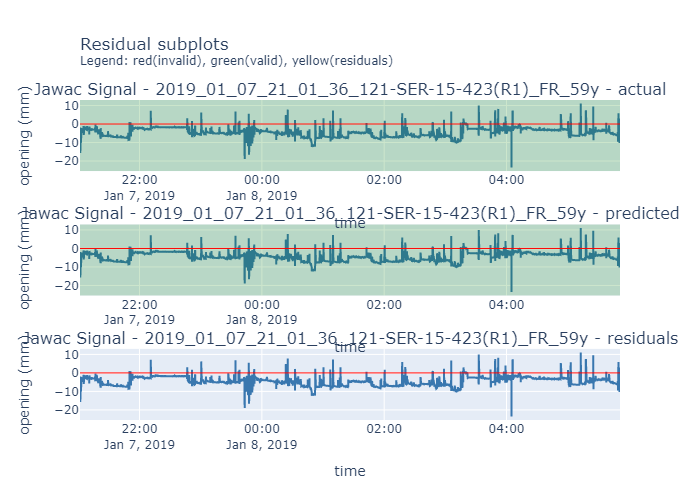 Residual subplots
Legend: red(invalid), green(valid), yellow(residuals)
Jawac Signal - 2019_01_07_21_01_36_121-SER-15-423(R1)_FR_59y - actual
opening (mm)
10
0
−10
−20
22:00
Jan 7, 2019
00:00
Jan 8, 2019
02:00
04:00
time
Jawac Signal - 2019_01_07_21_01_36_121-SER-15-423(R1)_FR_59y - predicted
opening (mm)
10
0
−10
−20
22:00
Jan 7, 2019
00:00
Jan 8, 2019
02:00
04:00
time
Jawac Signal - 2019_01_07_21_01_36_121-SER-15-423(R1)_FR_59y - residuals
opening (mm)
10
0
−10
−20
22:00
Jan 7, 2019
00:00
Jan 8, 2019
02:00
04:00
time